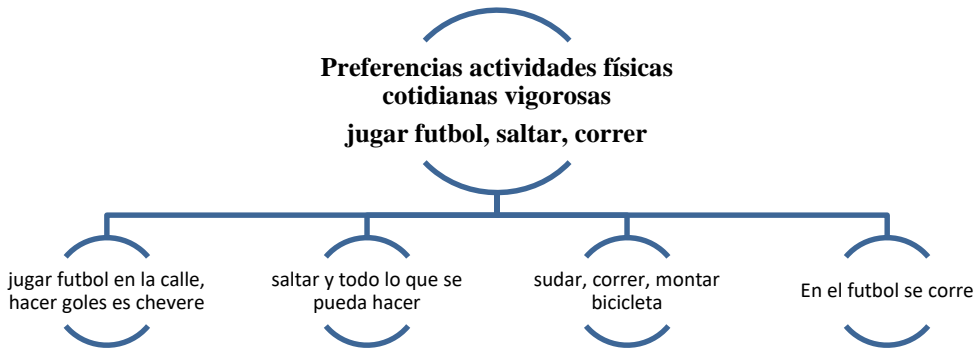 Preferencias actividades físicas
cotidianas vigorosas
jugar futbol, saltar, correr
jugar futbol en la calle,
hacer goles es chevere
saltar y todo lo que se
pueda hacer
sudar, correr, montar
bicicleta
En el futbol se corre